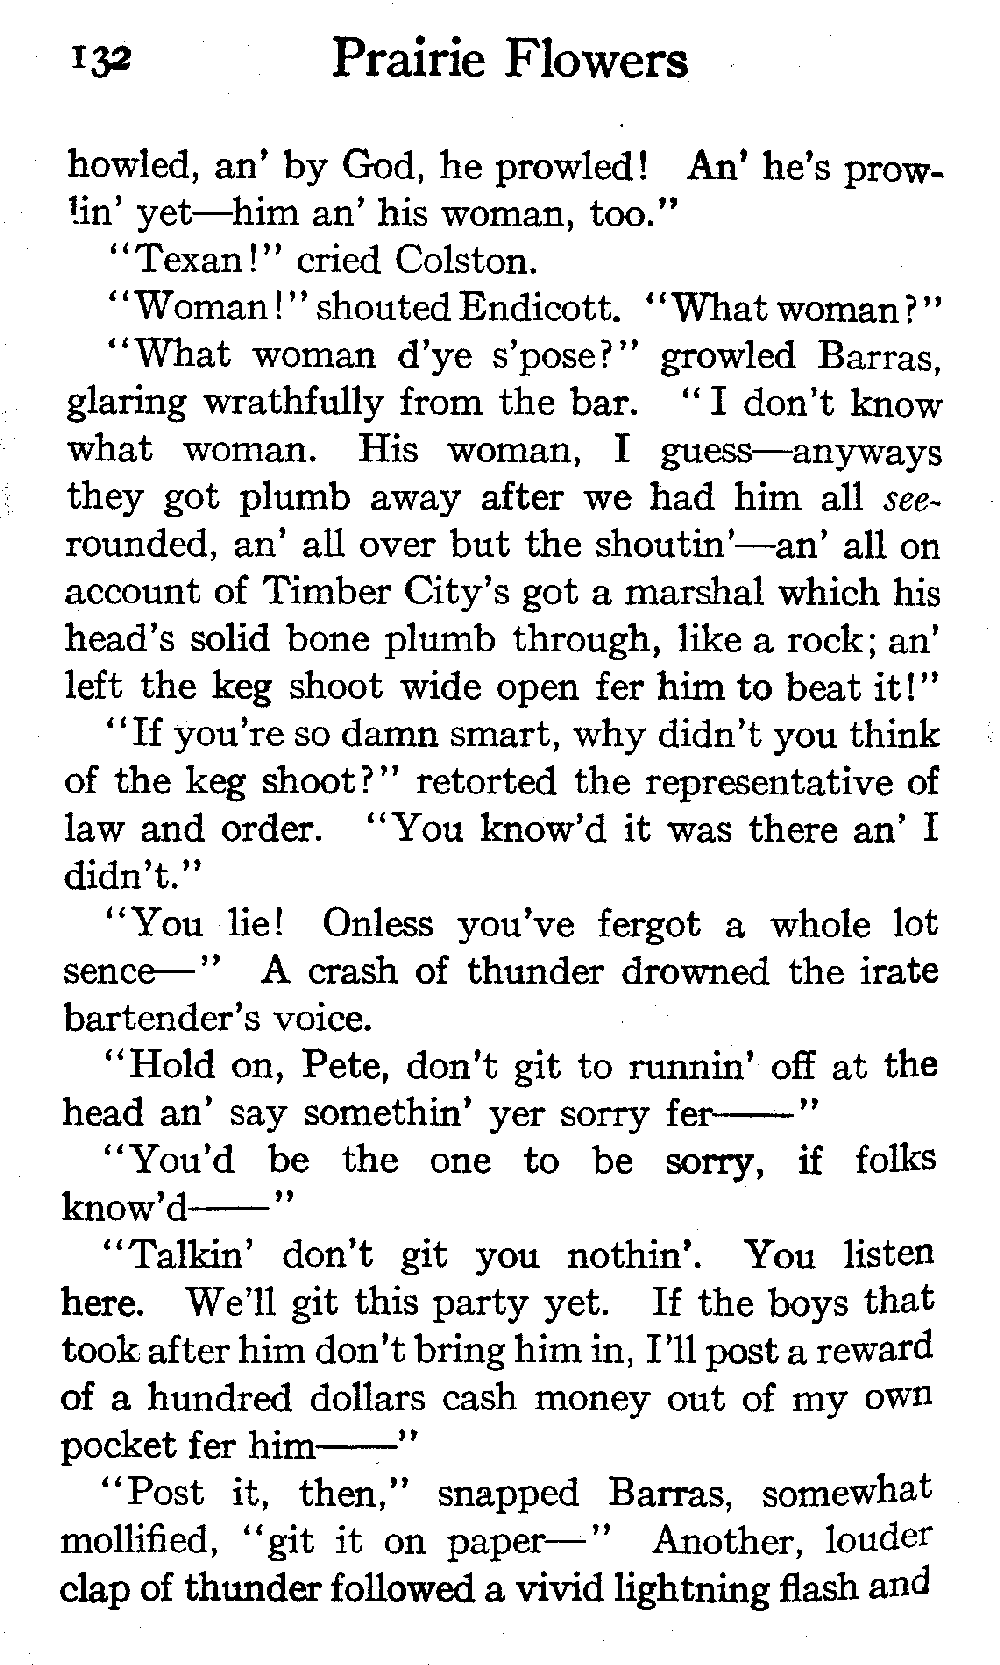 132 Prairie Flowers
howled, an' by God, he prowled! An' he's prow-
lin' yet—him an' his woman, too."
"Texan!" cried Colston.
"Woman!" shouted Endicott. "What woman?"
"What woman d'ye s'pose?" growled Barras,
glaring wrathfully from the bar. "I don't know
what woman. His woman, I guess—anyways
they got plumb away after we had him all see-
rounded, an' all over but the shoutin'—an' all on
account of Timber City's got a marshal which his
head's solid bone plumb through, like a rock; an'
left the keg shoot wide open fer him to beat it!"
"If you're so damn smart, why didn't you think
of the keg shoot?" retorted the representative of
law and order. "You know'd it was there an' I
didn't."
"You lie! Onless you've fergot a whole lot
sence—" A crash of thunder drowned the irate
bartender's voice.
"Hold on, Pete, don't git to runnin' off at the
head an' say somethin' yer sorry fer——"
"You'd be the one to be sorry, if folks
know'd——"
"Talkin' don't git you nothin'. You listen
here. We'll git this party yet. If the boys that
took after him don't bring him in, I'll post a reward
of a hundred dollars cash money out of my own
pocket fer him——"
"Post it, then," snapped Barras, somewhat
mollified, "git it on paper—" Another, louder
clap of thunder followed a vivid lightning flash and